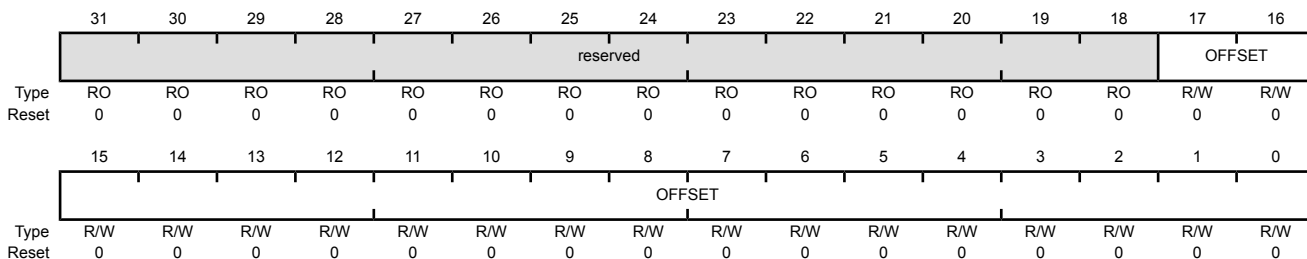 31 30 29 28 27 26 25 24 23 22 21 20 19 18 17 16
reserved OFFSET
Type RO RO RO RO RO RO RO RO RO RO RO RO RO RO R/W R/W
Reset 0 0 0 0 0 0 0 0 0 0 0 0 0 0 0 0
15 14 13 12 11 10 9 8 7 6 5 4 3 2 1 0
OFFSET
Type R/W R/W R/W R/W R/W R/W R/W R/W R/W R/W R/W R/W R/W R/W R/W R/W
Reset 0 0 0 0 0 0 0 0 0 0 0 0 0 0 0 0